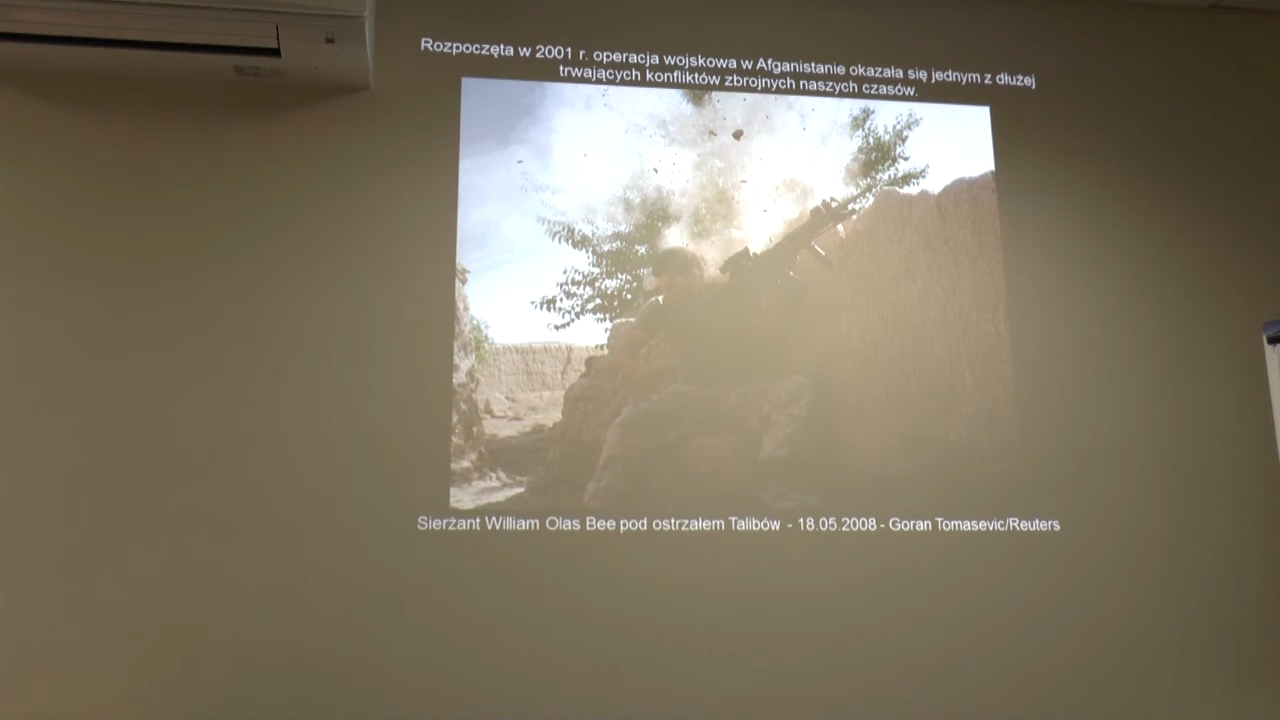 Rozpoczęta w 2001 r. operacja wojskowa w Afganistanie okazała się jednym z dłużej
trwających konfliktów zbrojnych naszych czasów.
Sierżant William Olas Bee pod ostrzałem Talibów - 18.05.2008 - Goran Tomasevic/Reuters